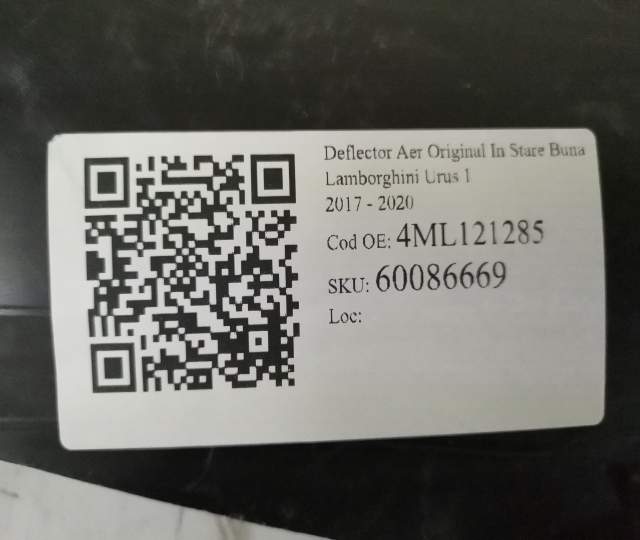 Deflector Aer Original In Stare Buna
Lamborghini Urus 1
2017 - 2020
Cod OE: 4ML121285
SKU: 60086669
Loc: